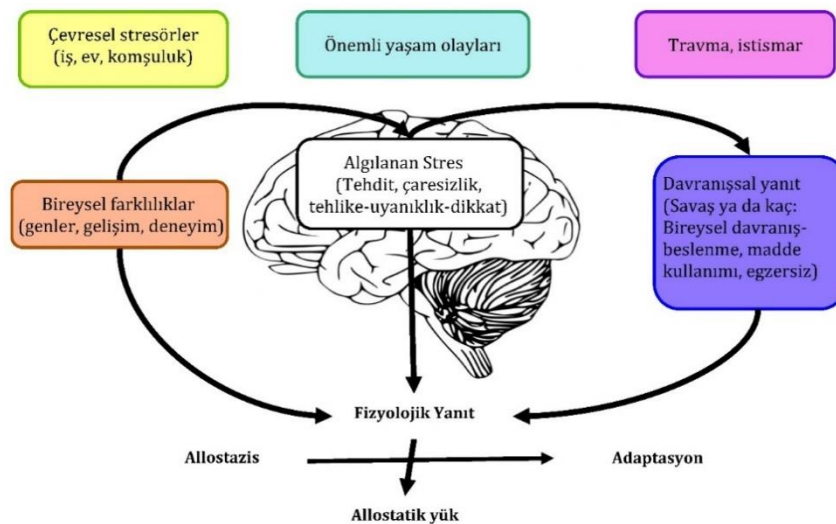 Çevresel stresörler
(iş, ev, komşuluk)
Önemli yaşam olayları
Travma, istismar
Algılanan Stres
(Tehdit, çaresizlik,
tehlike-uyanıklık-dikkat)
Bireysel farklılıklar
(genler, gelişim, deneyim)
Davranışsal yanıt
(Savaş ya da kaç:
Bireysel davranış-
beslenme, madde
kullanımı, egzersiz)
Fizyolojik Yanıt
Allostazis
Adaptasyon
Allostatik yük